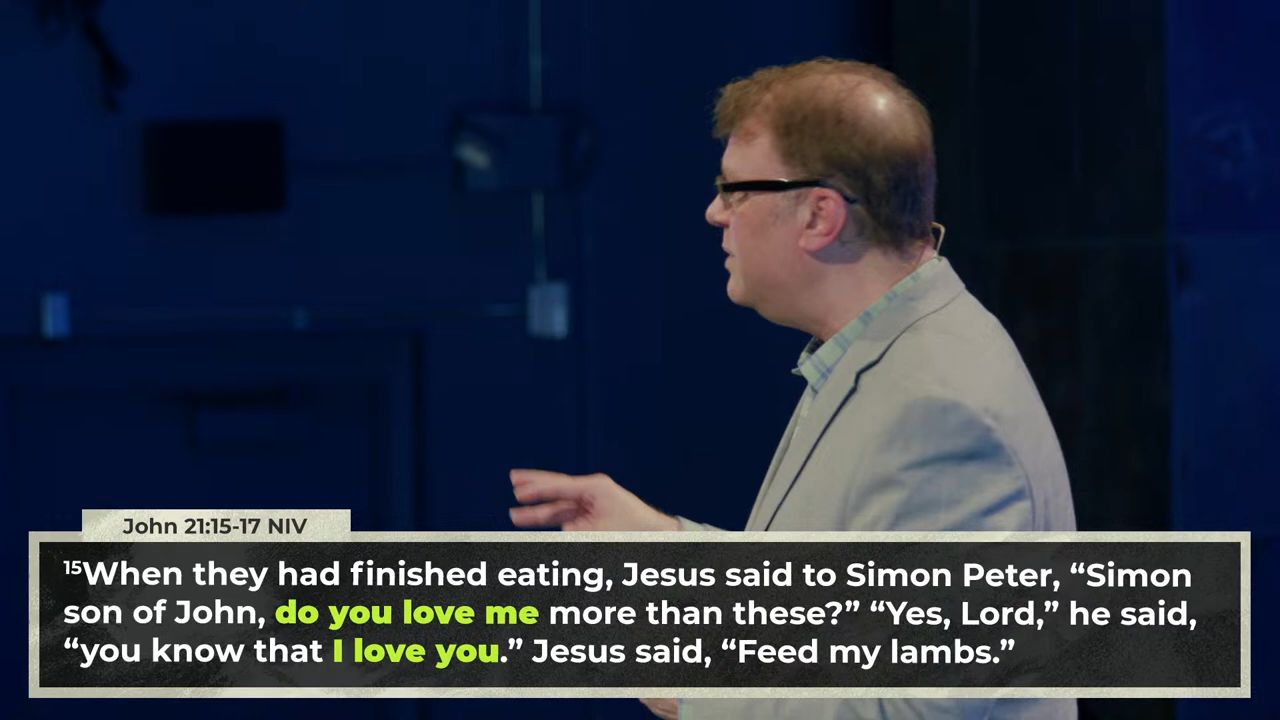 John 21:15-17 NIV
¹⁵When they had finished eating, Jesus said to Simon Peter, “Simon
son of John, do you love me more than these?” “Yes, Lord,” he said,
“you know that I love you.” Jesus said, “Feed my lambs.”